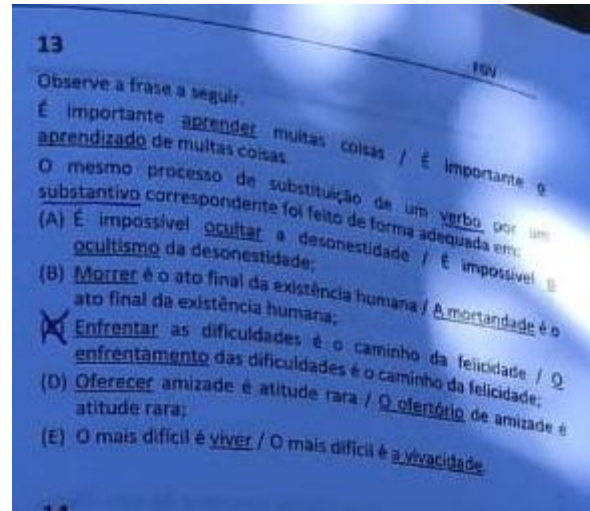 13
FGV
Observe a frase a seguir.
É importante aprender muitas coisas / É importante o
aprendizado de muitas coisas.
O mesmo processo de substituição de um verbo por um
substantivo correspondente foi feito de forma adequada em:
(A) É impossível ocultar a desonestidade / É impossível o
ocultismo da desonestidade;
(B) Morrer é o ato final da existência humana / A mortandade é o
ato final da existência humana;
(C) Enfrentar as dificuldades é o caminho da felicidade / O
enfrentamento das dificuldades é o caminho da felicidade;
(D) Oferecer amizade é atitude rara / O ofertório de amizade é
atitude rara;
(E) O mais difícil é viver / O mais difícil é a vivacidade.